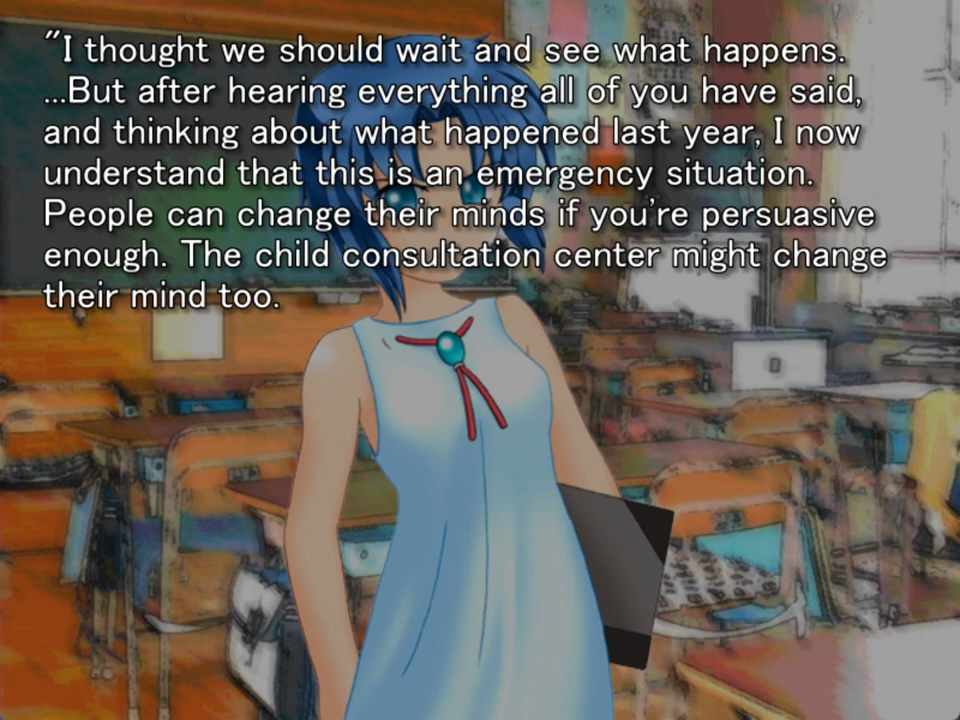 "I thought we should wait and see what happens.
...But after hearing everything all of you have said,
and thinking about what happened last year, I now
understand that this is an emergency situation.
People can change their minds if you're persuasive
enough. The child consultation center might change
their mind too.